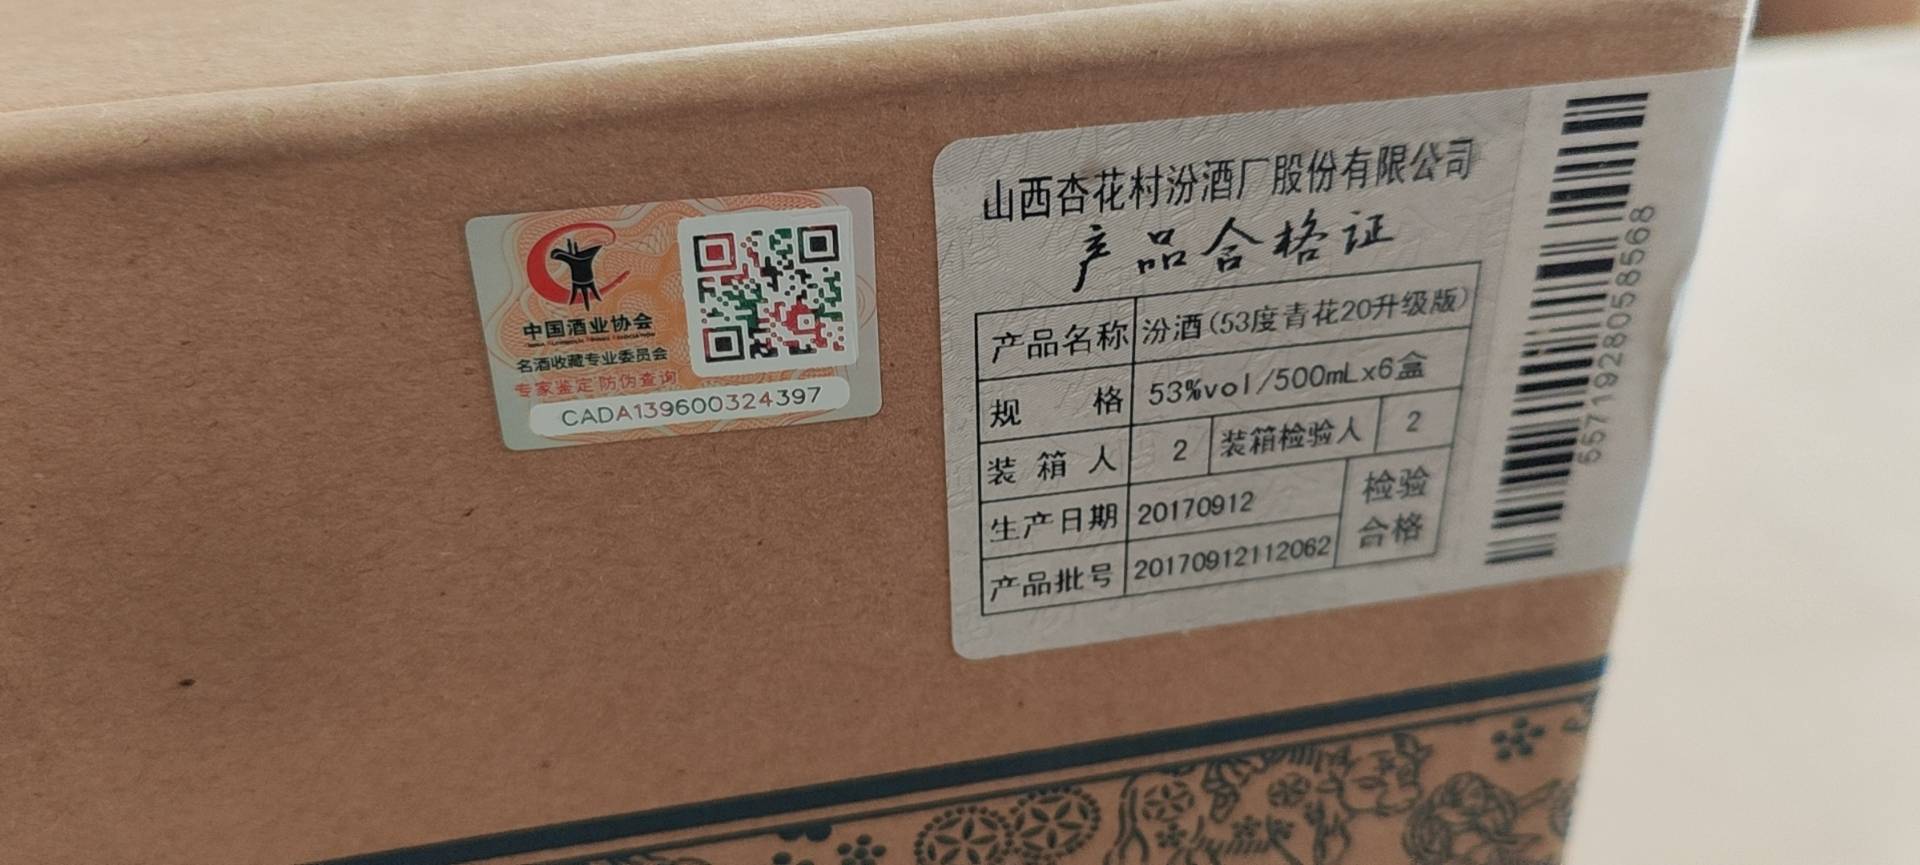 中国酒业协会
名酒收藏专业委员会
专家鉴定 防伪查询
CADA139600324397
山西杏花村汾酒厂股份有限公司
产品合格证
产品名称 汾酒(53度青花20升级版)
规格 53%vol/500mLx6盒
装箱人 2 装箱检验人 2
生产日期 20170912
产品批号 20170912112062
检验
合格
5571928058568